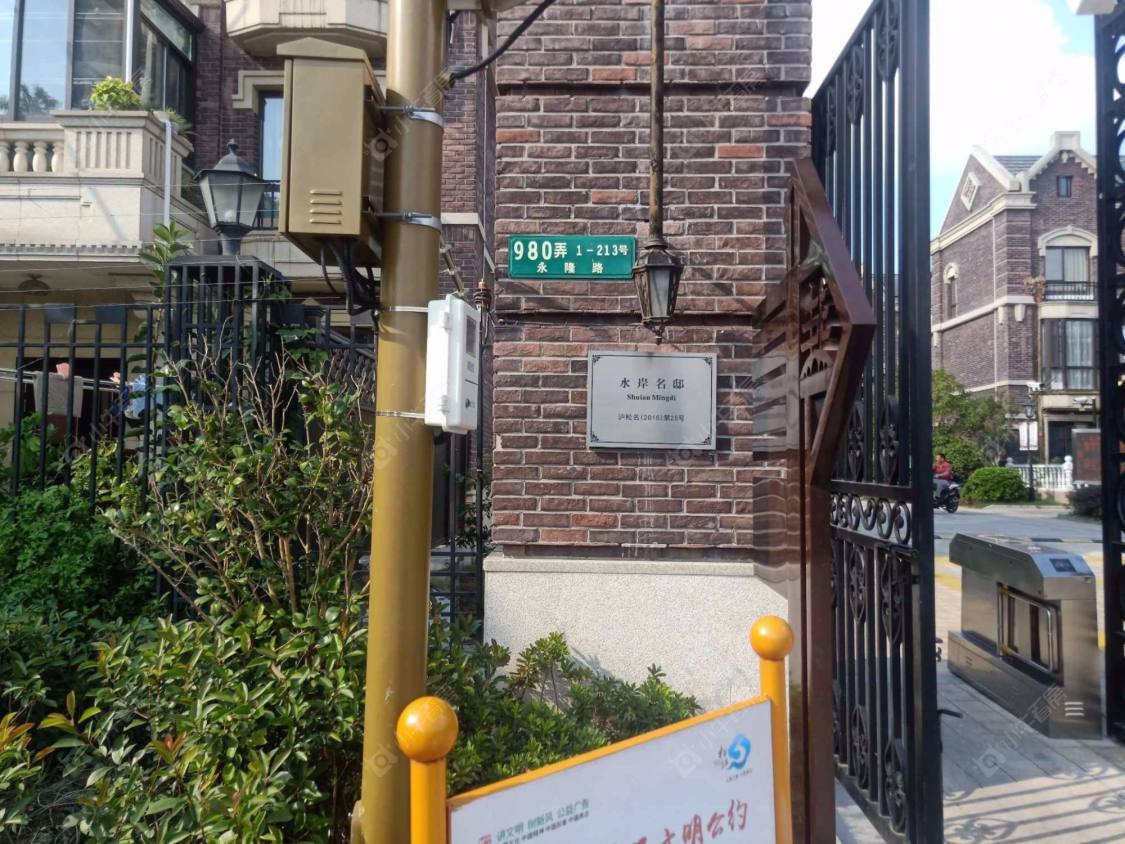 980弄 1-213号
永隆路
水岸名邸
Shuian Mingdi
沪松名(2016)第25号
讲文明 树新风 公益广告
文明公约